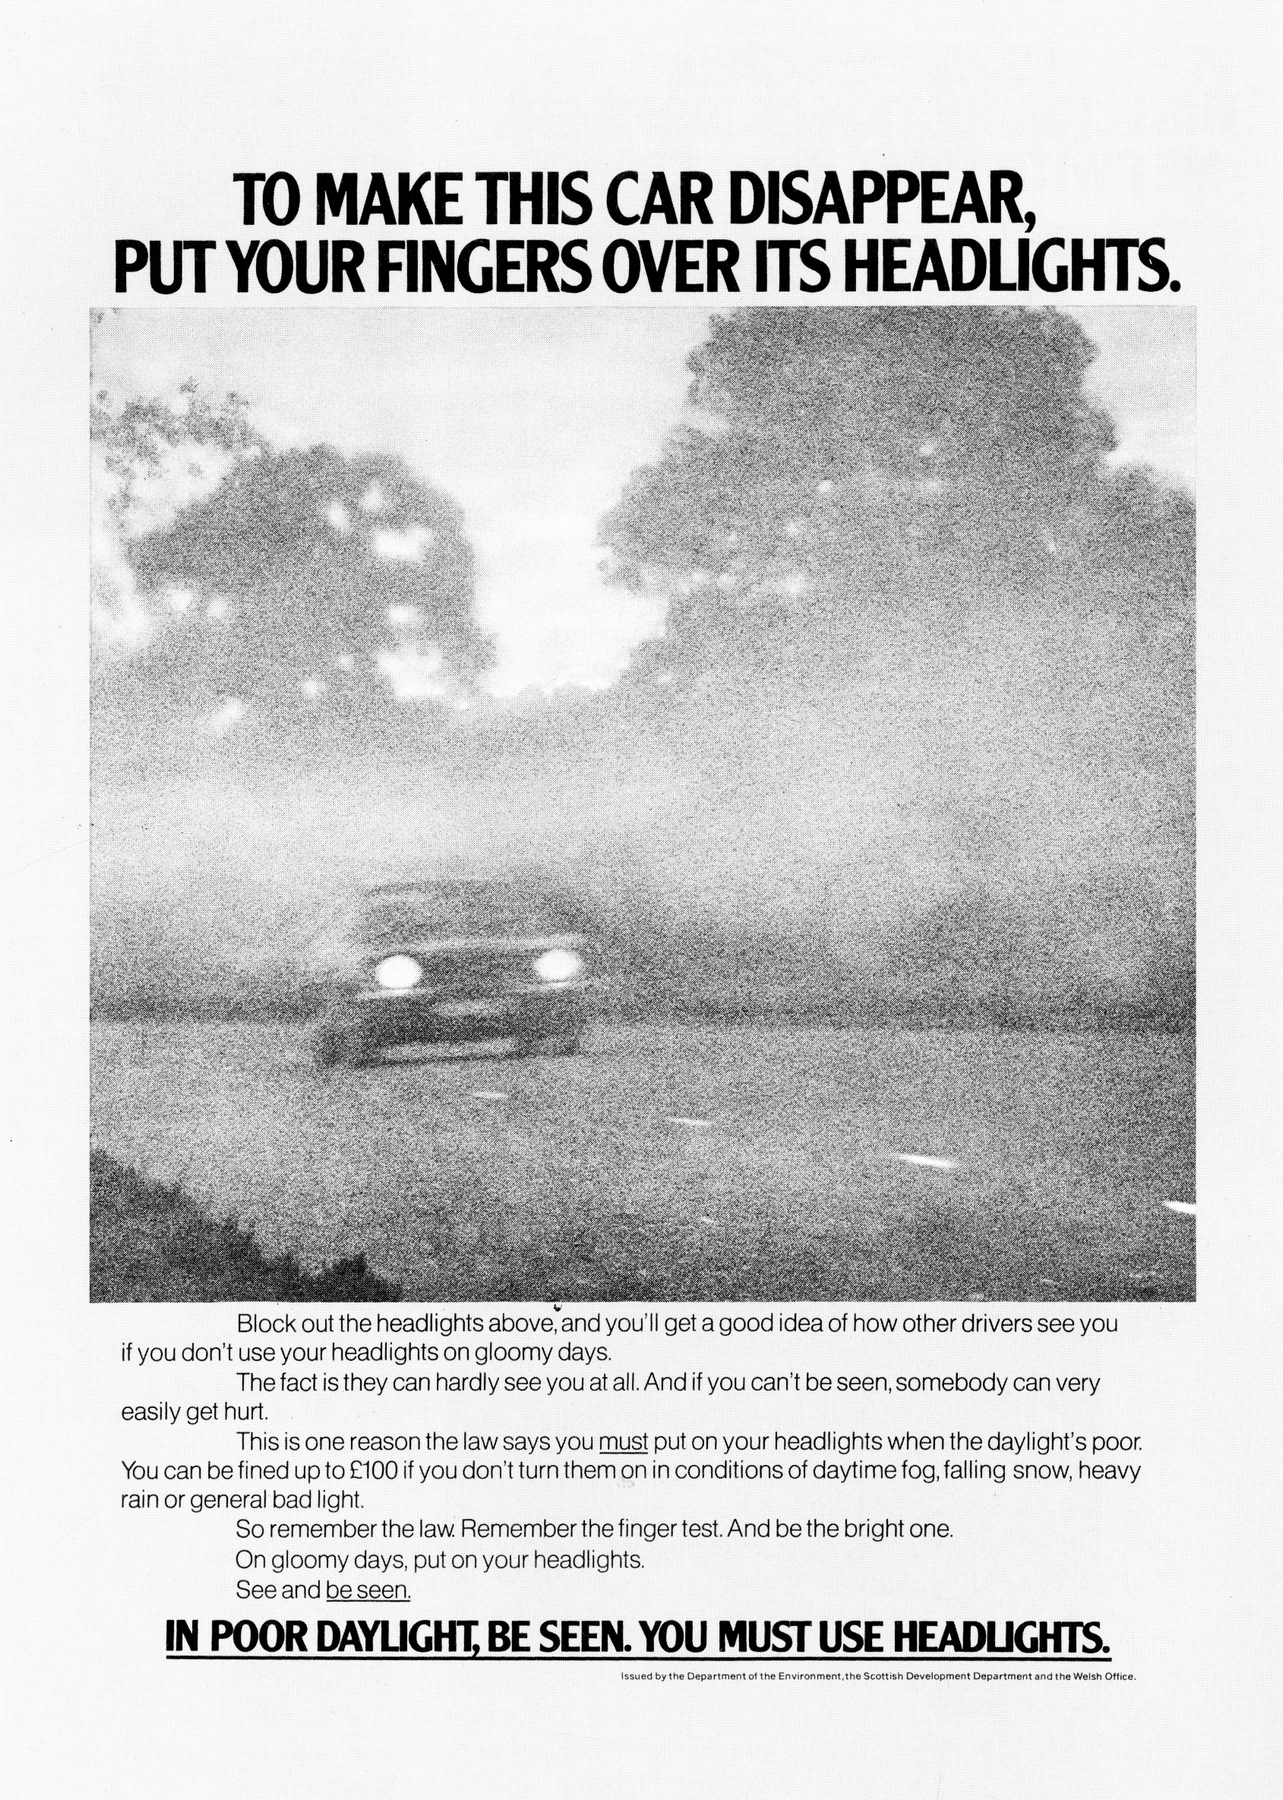 TO MAKE THIS CAR DISAPPEAR,
PUT YOUR FINGERS OVER ITS HEADLIGHTS.
Block out the headlights above, and you'll get a good idea of how other drivers see you
if you don't use your headlights on gloomy days.
The fact is they can hardly see you at all. And if you can't be seen, somebody can very
easily get hurt.
This is one reason the law says you must put on your headlights when the daylight's poor.
You can be fined up to £100 if you don't turn them on in conditions of daytime fog, falling snow, heavy
rain or general bad light.
So remember the law. Remember the finger test. And be the bright one.
On gloomy days, put on your headlights.
See and be seen.
IN POOR DAYLIGHT, BE SEEN. YOU MUST USE HEADLIGHTS.
Issued by the Department of the Environment, the Scottish Development Department and the Welsh Office.